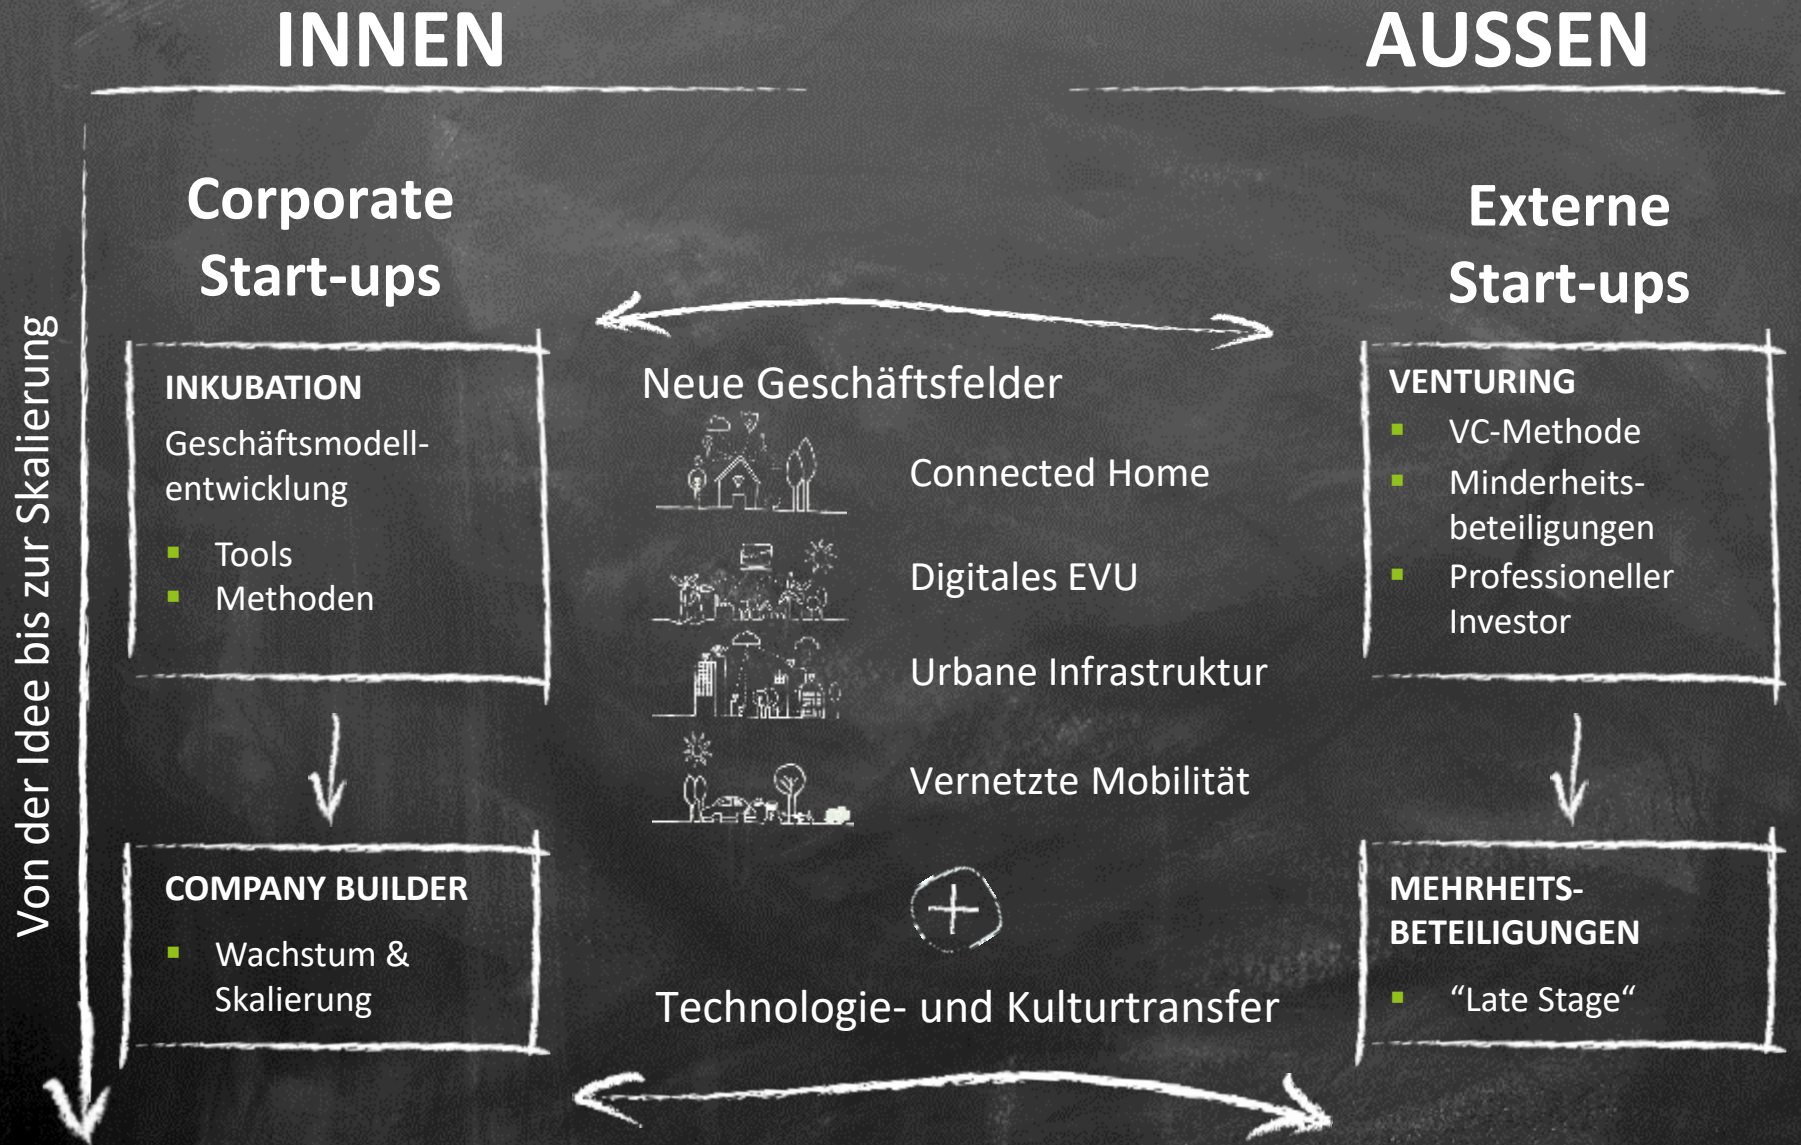 INNEN
AUSSEN
Von der Idee bis zur Skalierung
Corporate
Start-ups
INKUBATION
Geschäftsmodell-
entwicklung
▪ Tools
▪ Methoden
COMPANY BUILDER
▪ Wachstum &
Skalierung
Neue Geschäftsfelder
Connected Home
Digitales EVU
Urbane Infrastruktur
Vernetzte Mobilität
+
Technologie- und Kulturtransfer
Externe
Start-ups
VENTURING
▪ VC-Methode
▪ Minderheits-
beteiligungen
▪ Professioneller
Investor
MEHRHEITS-
BETEILIGUNGEN
▪ “Late Stage“